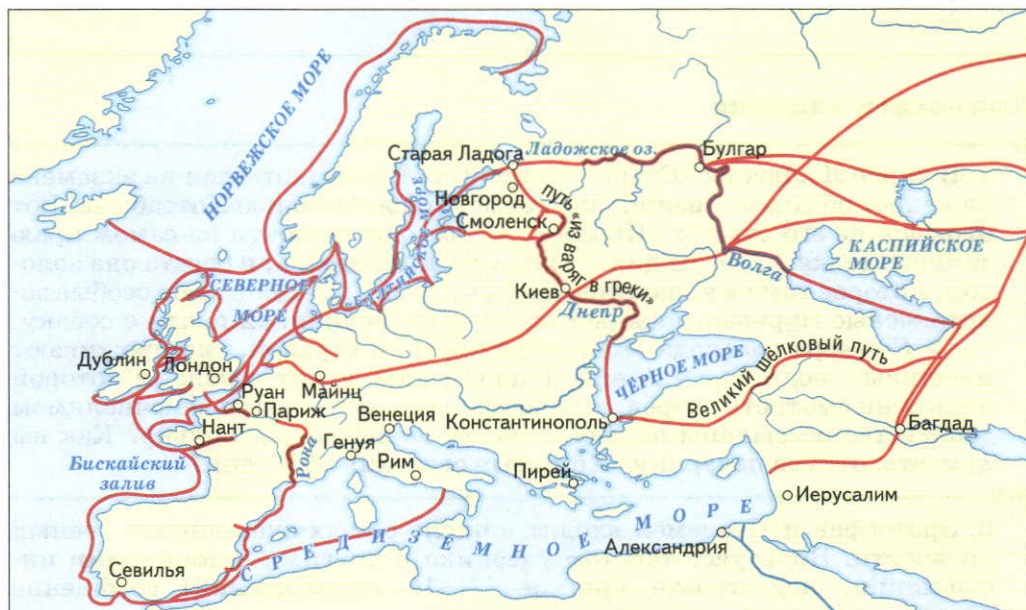 НОРВЕЖСКОЕ МОРЕ
Старая Ладога
Ладожское оз.
Булгар
Новгород
Смоленск
ПУТЬ «из варяг в греки»
БАЛТИЙСКОЕ МОРЕ
СЕВЕРНОЕ
МОРЕ
КАСПИЙСКОЕ
МОРЕ
Волга
Киев
Днепр
Дублин
Лондон
Руан
Майнц
Париж
Нант
Венеция
Генуя
Рона
Рим
Бискайский
залив
Севилья
ЧЁРНОЕ МОРЕ
Великий шёлковый путь
Константинополь
Багдад
Пирей
Иерусалим
Александрия
СРЕДИЗЕМНОЕ МОРЕ